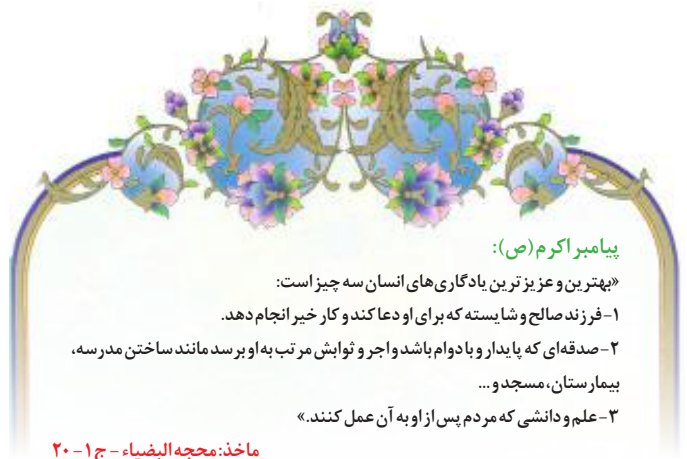 پیامبر اکرم (ص):
«بهترین و عزیزترین یادگاری‌های انسان سه چیز است:
۱- فرزند صالح و شایسته که برای او دعا کند و کار خیر انجام دهد.
۲- صدقه‌ای که پایدار و با دوام باشد و اجر و ثوابش مرتب به او برسد مانند ساختن مدرسه،
بیمارستان، مسجد و ...
۳- علم و دانشی که مردم پس از او به آن عمل کنند.»
ماخذ: محجه البضیاء - ج ۱ - ۲۰